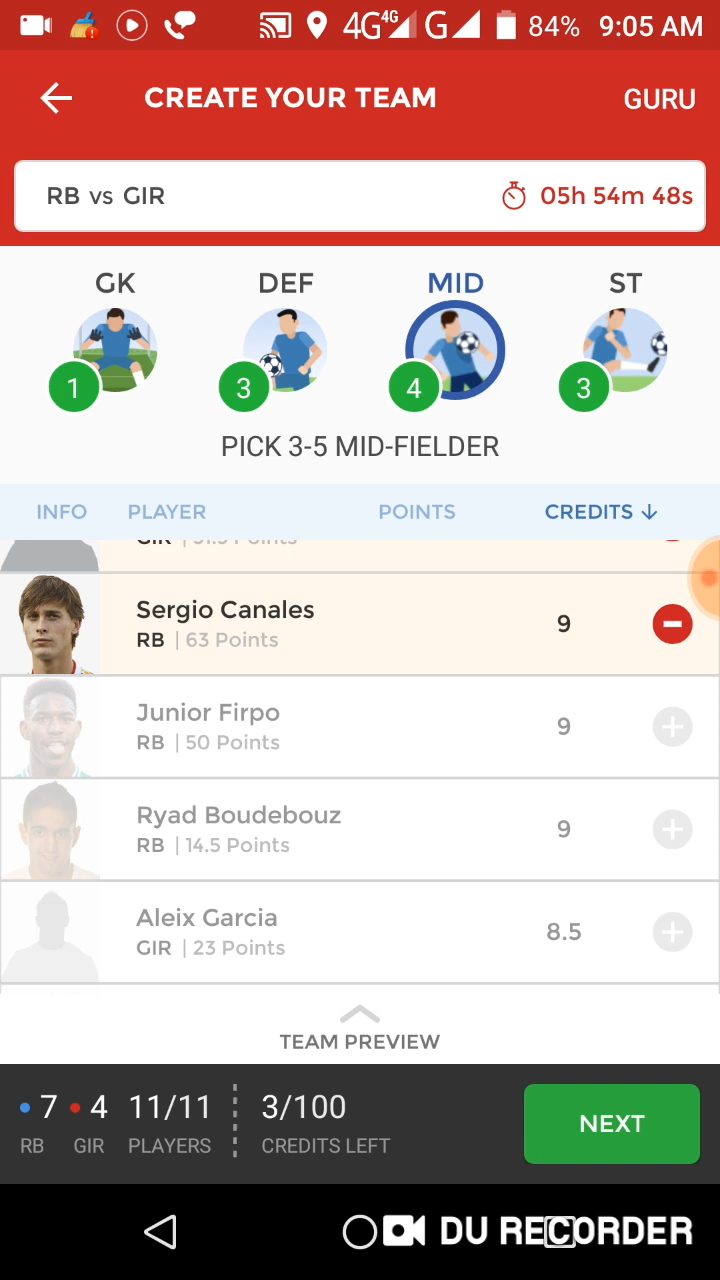 4G 4G G 84% 9:05 AM
CREATE YOUR TEAM GURU
RB vs GIR 05h 54m 48s
GK DEF MID ST
1 3 4 3
PICK 3-5 MID-FIELDER
INFO PLAYER POINTS CREDITS
GIR
Sergio Canales
RB | 63 Points 9
Junior Firpo
RB | 50 Points 9
Ryad Boudebouz
RB | 14.5 Points 9
Aleix Garcia
GIR | 23 Points 8.5
TEAM PREVIEW
7 4 11/11 3/100
RB GIR PLAYERS CREDITS LEFT
NEXT
DU RECORDER